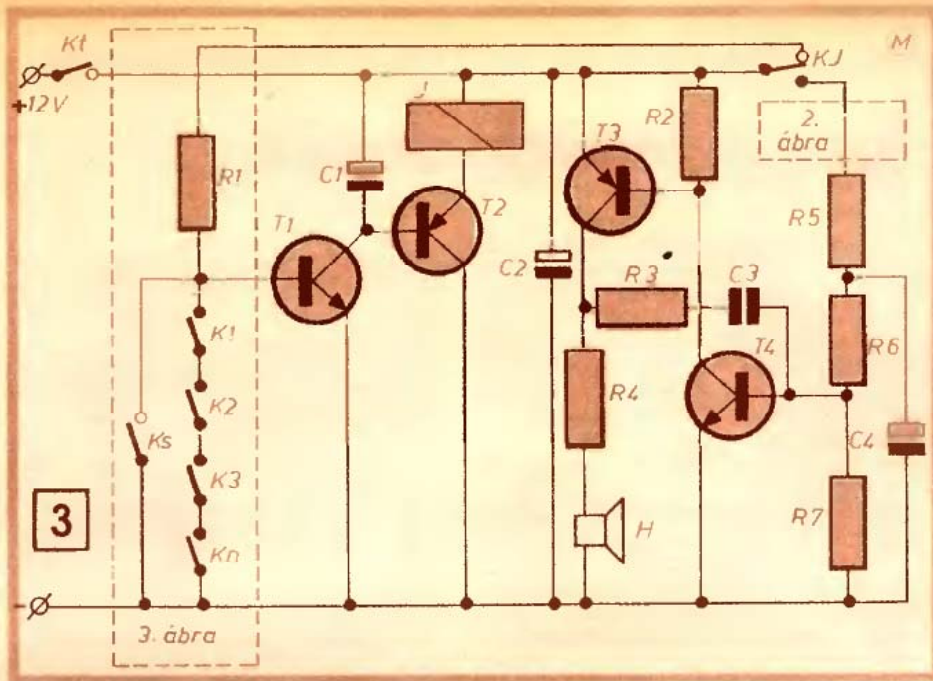 Kt
KJ
M
+12V
J
T3
R2
2.
ábra
R1
C1
T1
T2
C2
R3
C3
R5
K1
T4
R6
K2
R4
C4
Ks
K3
3
H
R7
Kn
-
3. ábra